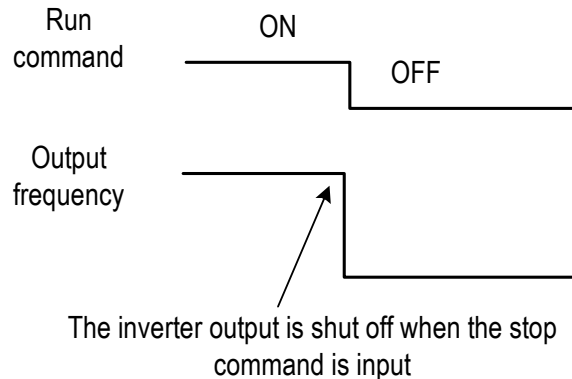 Run
command
ON
OFF
Output
frequency
The inverter output is shut off when the stop
command is input